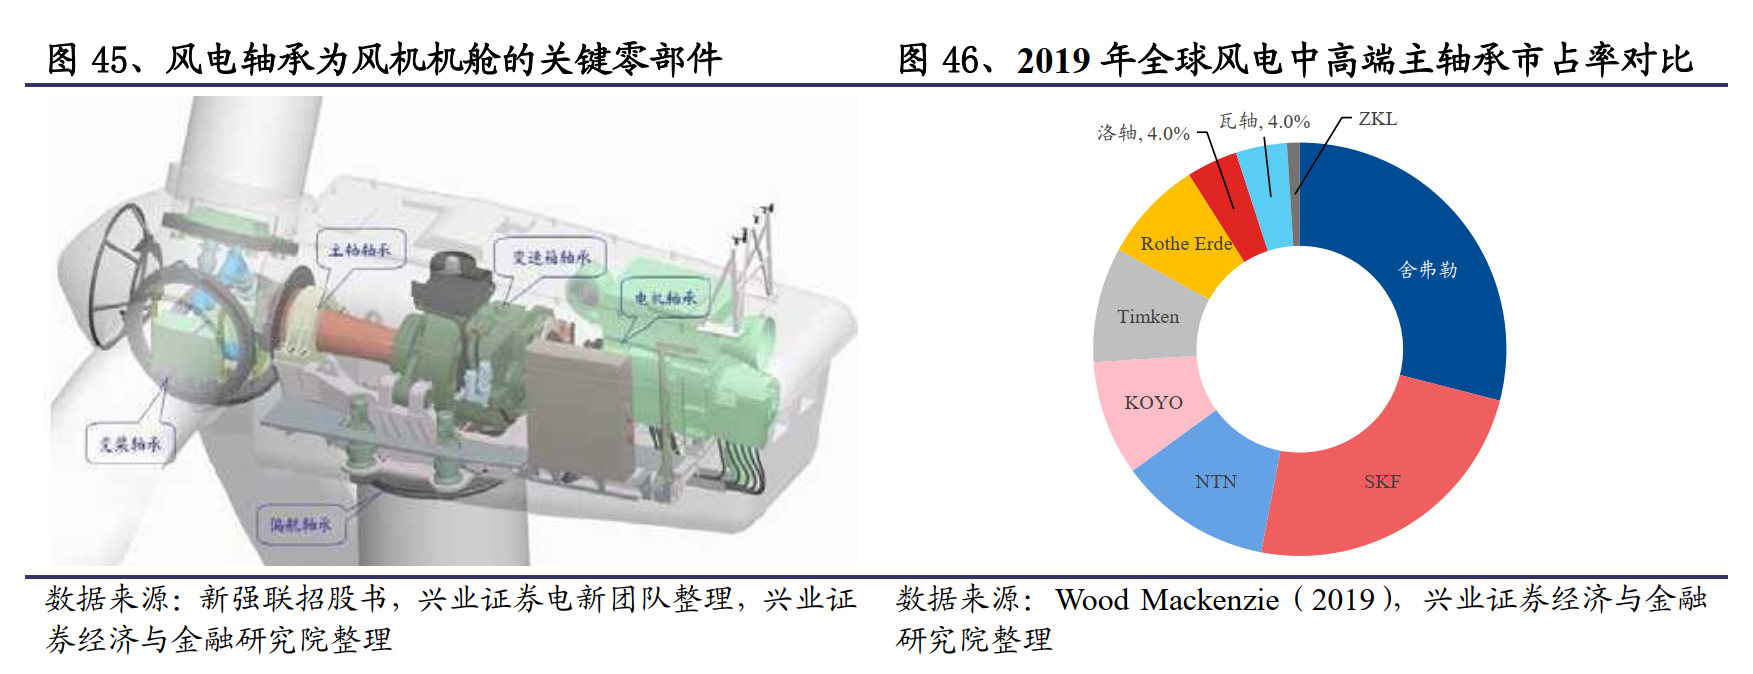 图 45、风电轴承为风机机舱的关键零部件
主轴轴承
变速箱轴承
电机轴承
变桨轴承
偏航轴承
数据来源：新强联招股书，兴业证券电新团队整理，兴业证
券经济与金融研究院整理
图 46、2019 年全球风电中高端主轴承市占率对比
洛轴, 4.0%
瓦轴, 4.0%
ZKL
舍弗勒
Rothe Erde
Timken
KOYO
NTN
SKF
数据来源： Wood Mackenzie（2019），兴业证券经济与金融
研究院整理